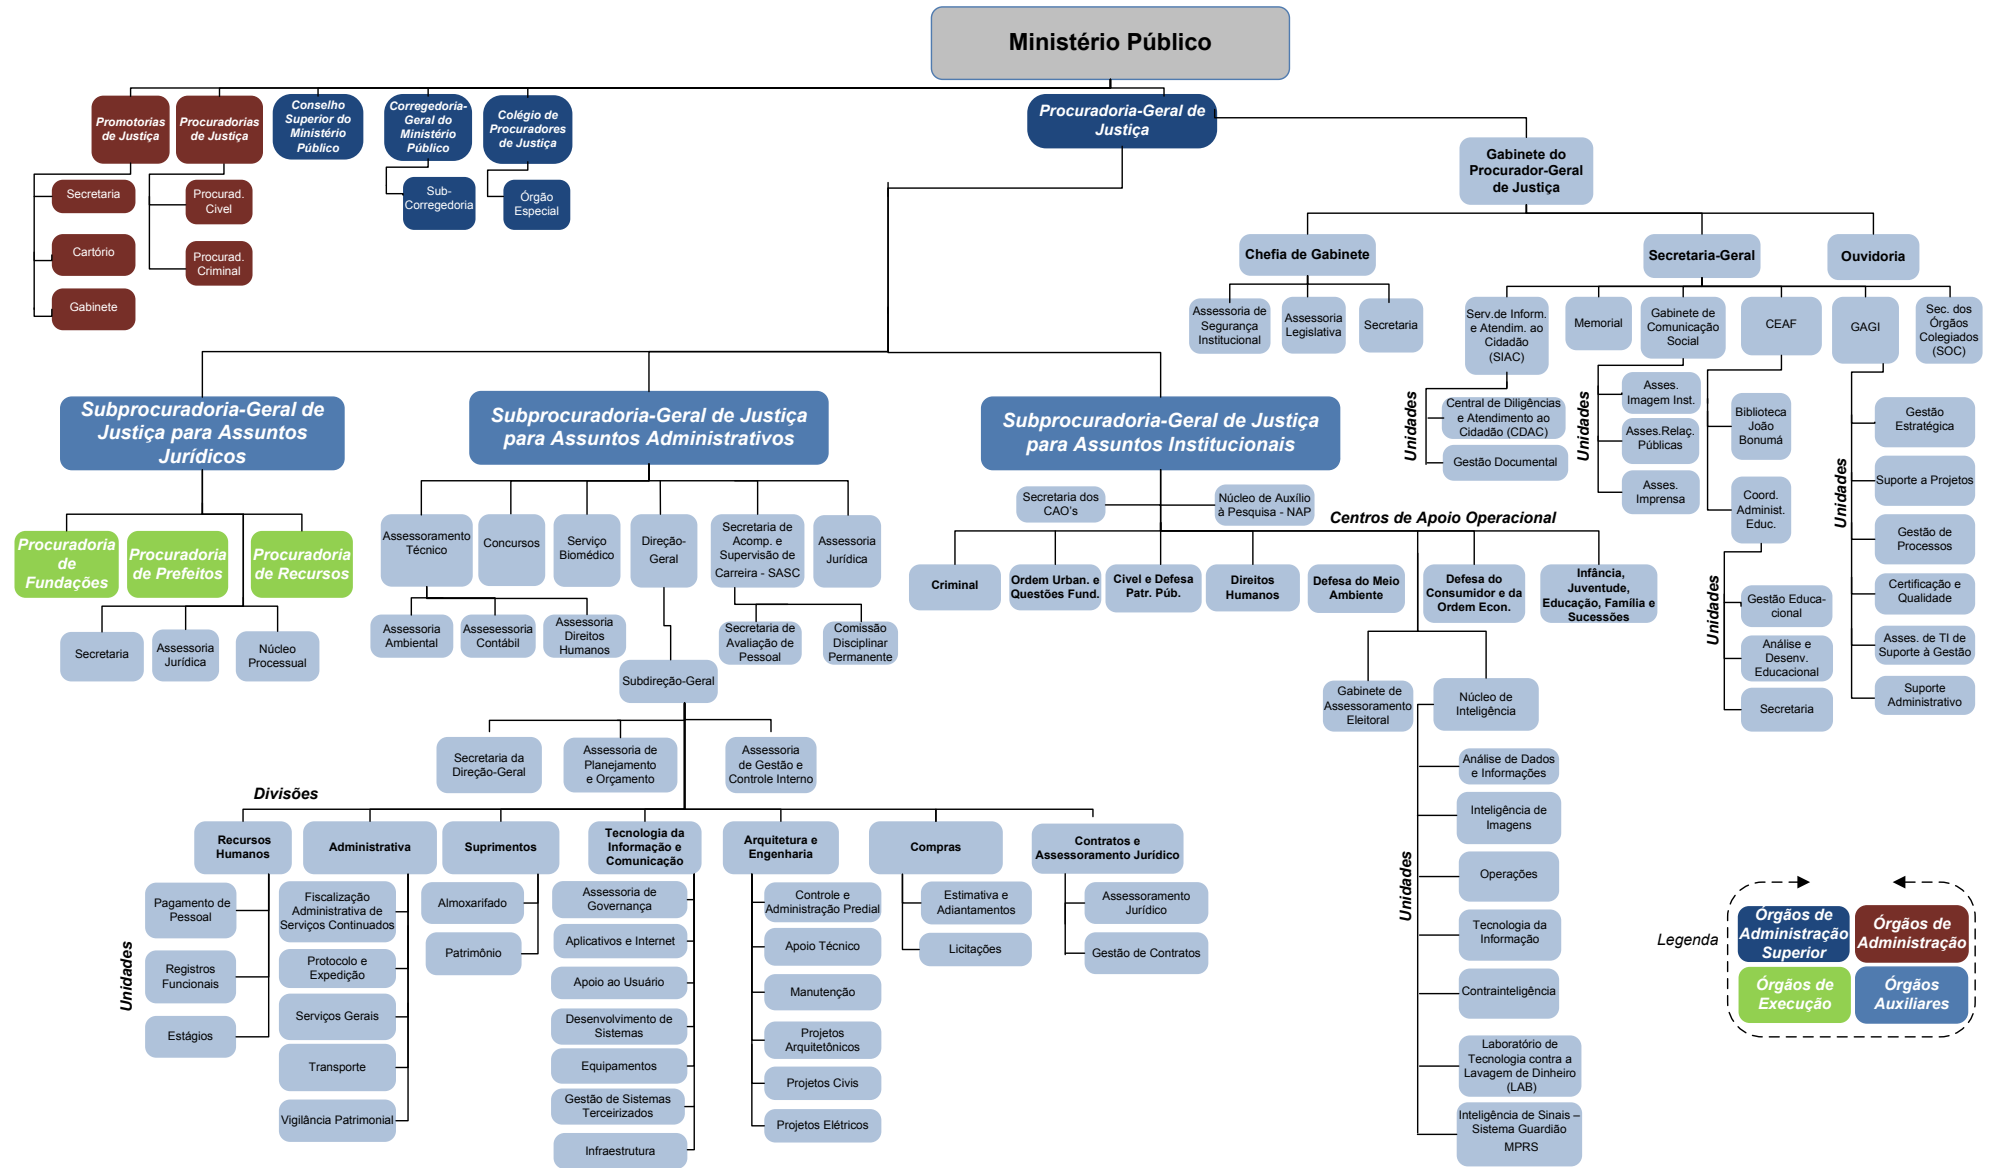 Ministério Público
Promotorias
de Justiça
Procuradorias
de Justiça
Conselho
Superior do
Ministério
Público
Corregedoria-
Geral do
Ministério
Público
Colégio de
Procuradores
de Justiça
Procuradoria-Geral de
Justiça
Secretaria
Cartório
Gabinete
Procurad.
Civel
Procurad.
Criminal
Sub-
Corregedoria
Órgão
Especial
Gabinete do
Procurador-Geral
de Justiça
Chefia de Gabinete
Secretaria-Geral
Ouvidoria
Assessoria de
Segurança
Institucional
Assessoria
Legislativa
Secretaria
Serv.de Inform.
e Atendim. ao
Cidadão
(SIAC)
Memorial
Gabinete de
Comunicação
Social
CEAF
GAGI
Sec. dos
Órgãos
Colegiados
(SOC)
Unidades
Central de Diligências
e Atendimento ao
Cidadão (CDAC)
Gestão Documental
Unidades
Asses.
Imagem Inst.
Asses.Relaç.
Públicas
Asses.
Imprensa
Biblioteca
João
Bonumá
Coord.
Administ.
Educ.
Unidades
Gestão Educa-
cional
Análise e
Desenv.
Educacional
Secretaria
Unidades
Gestão
Estratégica
Suporte a Projetos
Gestão de
Processos
Certificação e
Qualidade
Asses. de TI de
Suporte à Gestão
Suporte
Administrativo
Subprocuradoria-Geral de
Justiça para Assuntos
Jurídicos
Subprocuradoria-Geral de Justiça
para Assuntos Administrativos
Subprocuradoria-Geral de Justiça
para Assuntos Institucionais
Procuradoria
de
Fundações
Procuradoria
de Prefeitos
Procuradoria
de Recursos
Secretaria
Assessoria
Jurídica
Núcleo
Processual
Assessoramento
Técnico
Concursos
Serviço
Biomédico
Direção-
Geral
Secretaria de
Acomp. e
Supervisão de
Carreira - SASC
Assessoria
Jurídica
Assessoria
Ambiental
Assesessoria
Contábil
Assessoria
Direitos
Humanos
Secretaria de
Avaliação de
Pessoal
Comissão
Disciplinar
Permanente
Subdireção-Geral
Secretaria da
Direção-Geral
Assessoria de
Planejamento
e Orçamento
Assessoria
de Gestão e
Controle Interno
Secretaria dos
CAO's
Núcleo de Auxílio
à Pesquisa - NAP
Centros de Apoio Operacional
Criminal
Ordem Urban. e
Questões Fund.
Civel e Defesa
Patr. Púb.
Direitos
Humanos
Defesa do Meio
Ambiente
Defesa do
Consumidor e da
Ordem Econ.
Infância,
Juventude,
Educação, Família e
Sucessões
Gabinete de
Assessoramento
Eleitoral
Núcleo de
Inteligência
Unidades
Análise de Dados
e Informações
Inteligência de
Imagens
Operações
Tecnologia da
Informação
Contrainteligência
Laboratório de
Tecnologia contra a
Lavagem de Dinheiro
(LAB)
Inteligência de Sinais –
Sistema Guardião
MPRS
Divisões
Recursos
Humanos
Administrativa
Suprimentos
Tecnologia da
Informação e
Comunicação
Arquitetura e
Engenharia
Compras
Contratos e
Assessoramento Jurídico
Unidades
Pagamento de
Pessoal
Registros
Funcionais
Estágios
Fiscalização
Administrativa de
Serviços Continuados
Protocolo e
Expedição
Serviços Gerais
Transporte
Vigilância Patrimonial
Almoxarifado
Patrimônio
Assessoria de
Governança
Aplicativos e Internet
Apoio ao Usuário
Desenvolvimento de
Sistemas
Equipamentos
Gestão de Sistemas
Terceirizados
Infraestrutura
Controle e
Administração Predial
Apoio Técnico
Manutenção
Projetos
Arquitetônicos
Projetos Civis
Projetos Elétricos
Estimativa e
Adiantamentos
Licitações
Assessoramento
Jurídico
Gestão de Contratos
Legenda
Órgãos de
Administração
Superior
Órgãos de
Administração
Órgãos de
Execução
Órgãos
Auxiliares